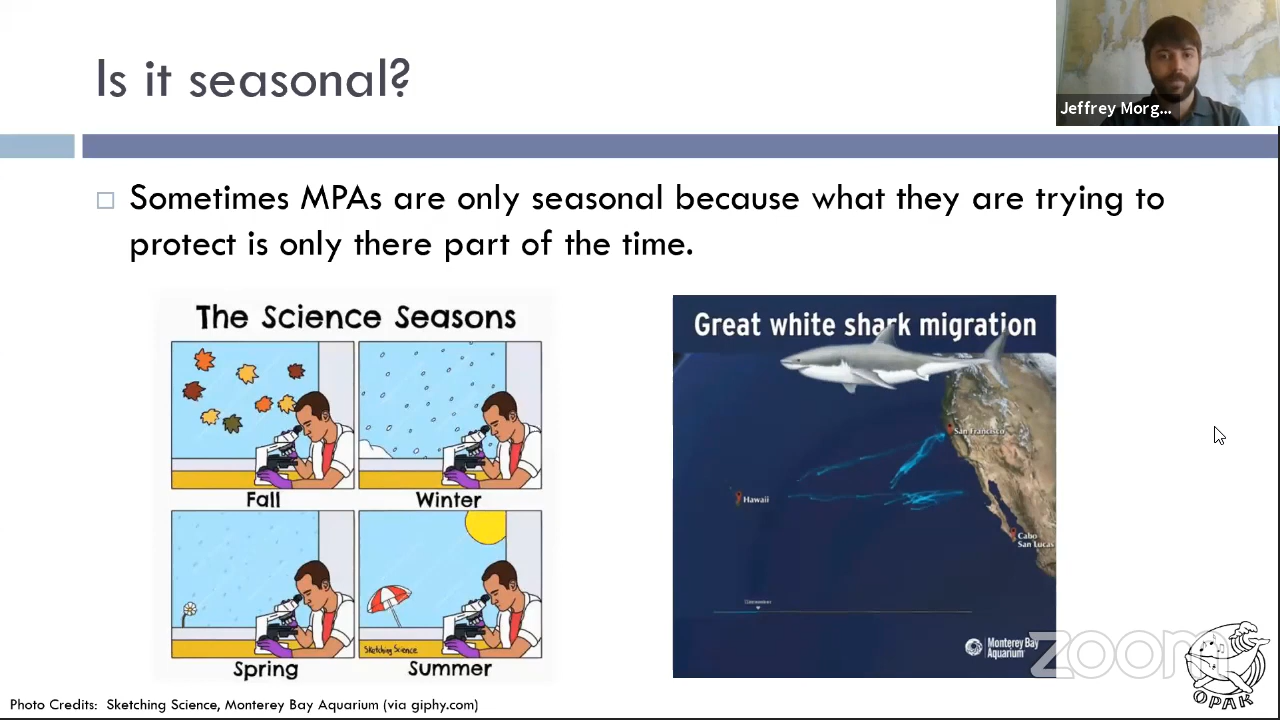 Is it seasonal?
Jeffrey Morg...
Sometimes MPAs are only seasonal because what they are trying to
protect is only there part of the time.
The Science Seasons
Fall
Winter
Spring
Summer
Sketching Science
Great white shark migration
San Francisco
Hawaii
Cabo
San Lucas
Monterey Bay
Aquarium
zoom
OPAK
Photo Credits:  Sketching Science, Monterey Bay Aquarium (via giphy.com)